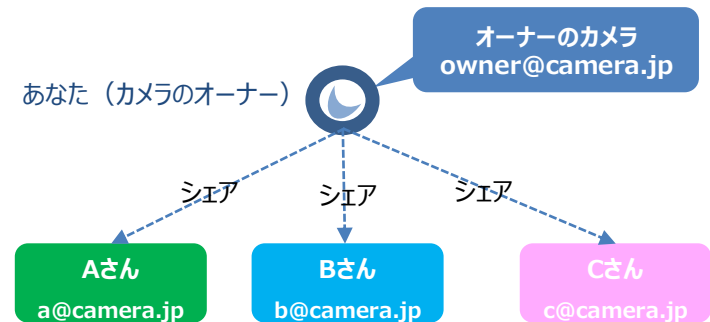 オーナーのカメラ
owner@camera.jp
あなた（カメラのオーナー）
シェア
シェア
シェア
Aさん
a@camera.jp
Bさん
b@camera.jp
Cさん
c@camera.jp